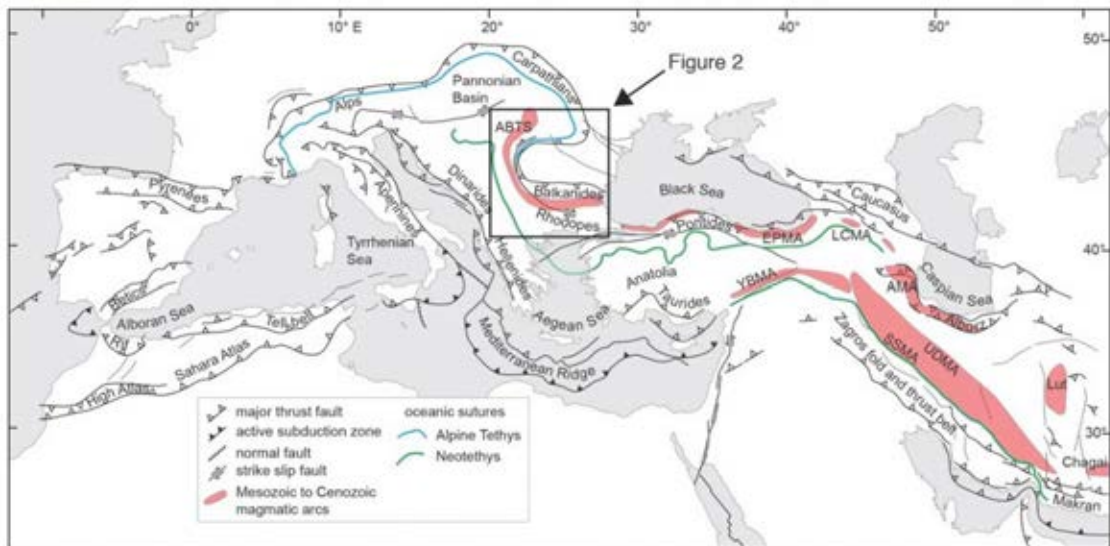 0°
10° E
20°
30°
40°
50°
50°
Figure 2
Carpathians
Pannonian
Basin
Alps
ABTS
Pyrenees
Apennines
Dinarides
Balkanides
Rhodopes
Black Sea
Caucasus
40°
Tyrrhenian
Sea
Pontides
EPMA
LCMA
Hellenides
Anatolia
YBMA
AMA
Caspian Sea
Betics
Alboran Sea
Tell belt
Aegean Sea
Taurides
Alborz
Rif
Sahara Atlas
Mediterranean Ridge
Zagros fold and thrust belt
SSMA
UDMA
Lut
High Atlas
30°
Chagai
Makran
major thrust fault
active subduction zone
normal fault
strike slip fault
Mesozoic to Cenozoic
magmatic arcs
oceanic sutures
Alpine Tethys
Neotethys